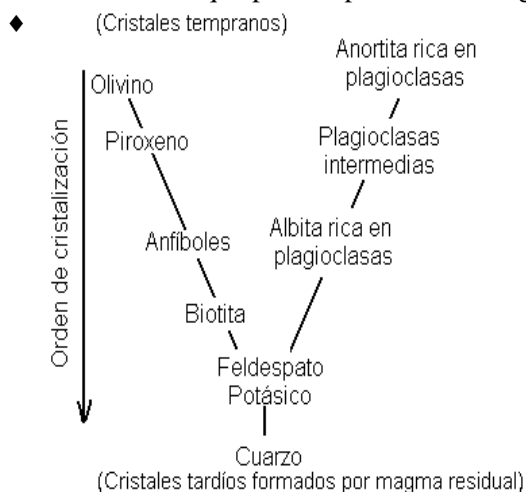 (Cristales tempranos)
Anortita rica en
plagioclasas
Olivino
Piroxeno
Plagioclasas
intermedias
Anfíboles
Albita rica en
plagioclasas
Biotita
Feldespato
Potásico
Cuarzo
(Cristales tardíos formados por magma residual)
Orden de cristalización